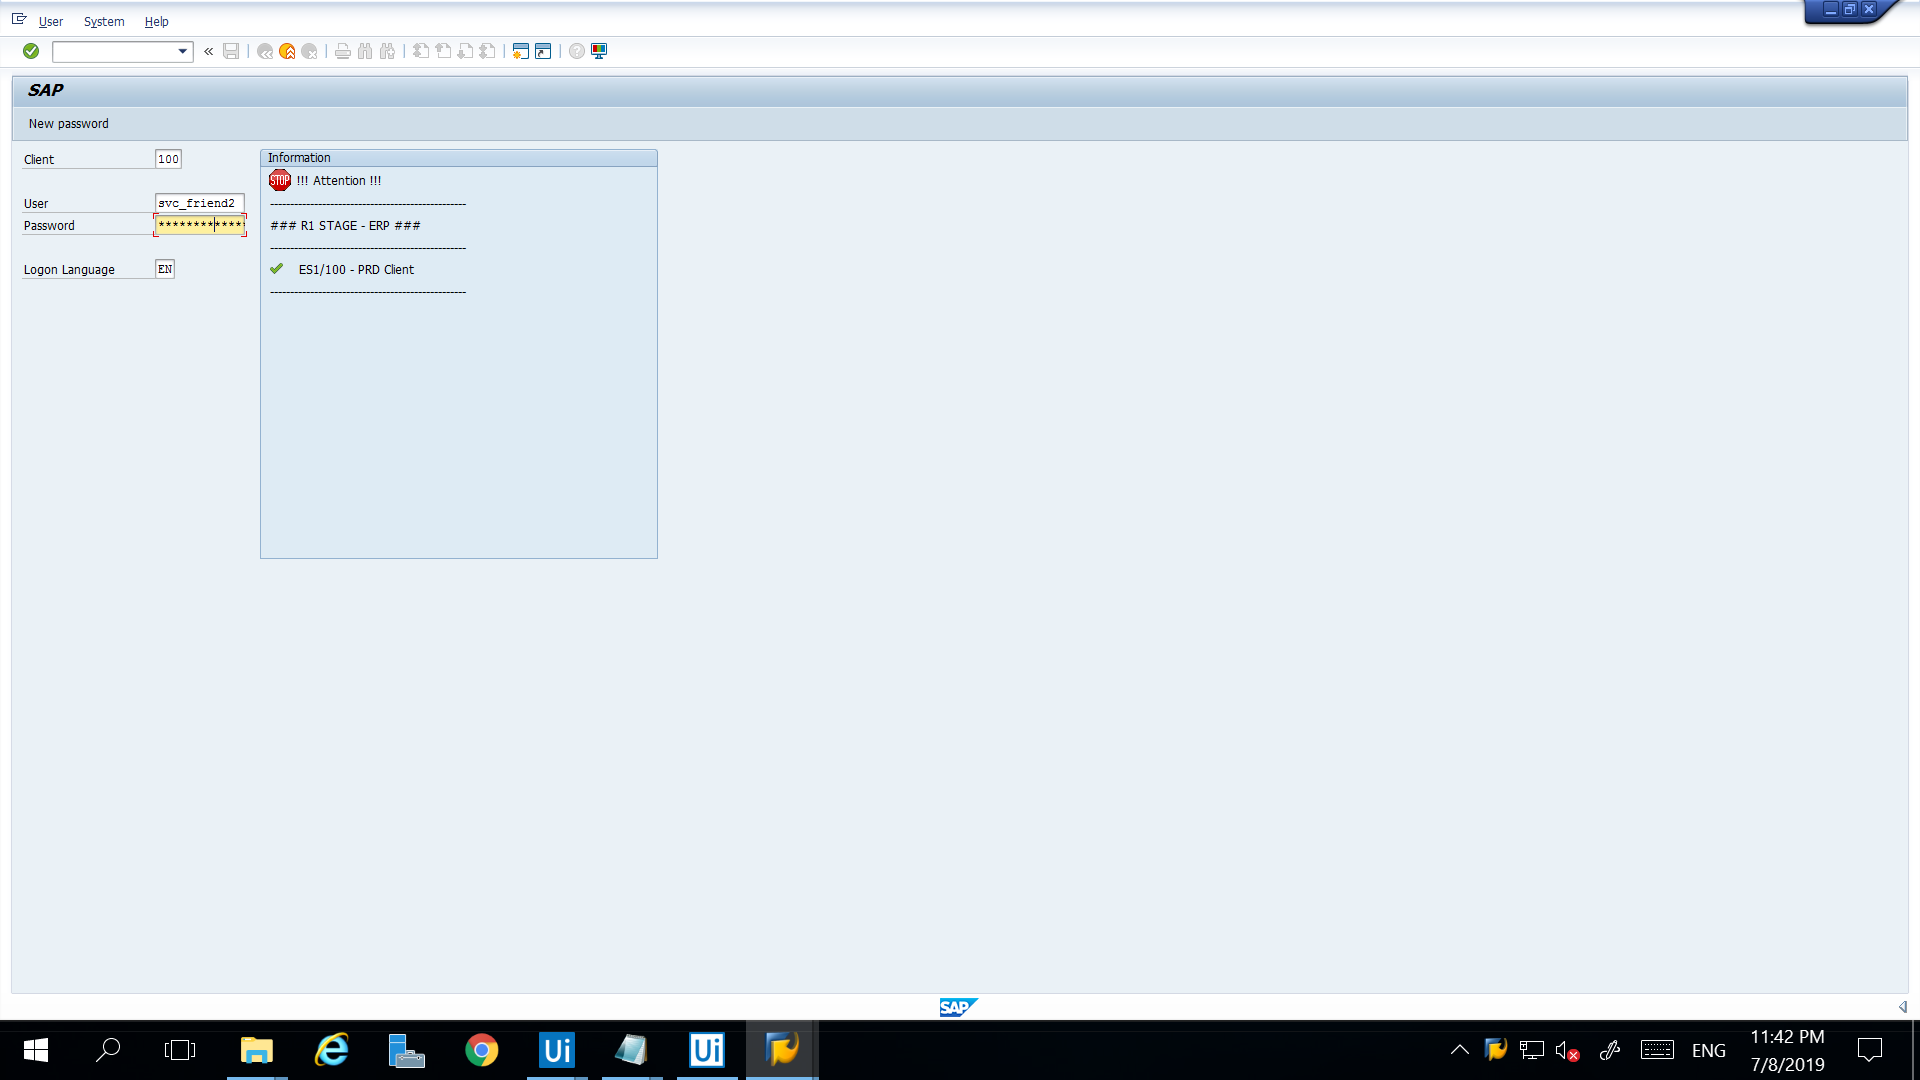 User System Help
SAP
New password
Client 100
User svc_friend2
Password ************
Logon Language EN
Information
STOP !!! Attention !!!
-------------------------------------------------
### R1 STAGE - ERP ###
-------------------------------------------------
ES1/100 - PRD Client
-------------------------------------------------
SAP
Ui Ui ENG 11:42 PM
7/8/2019